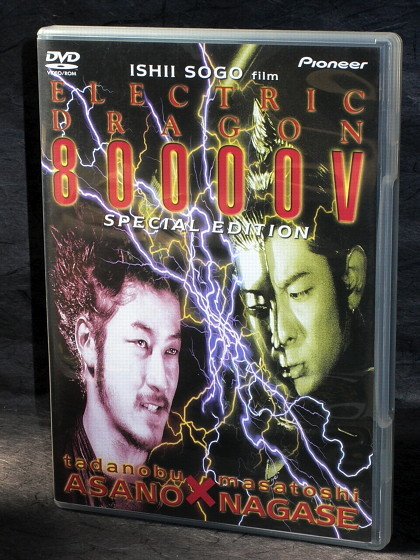 DVD
VIDEO/ROM
Pioneer
ISHII SOGO film
ELECTRIC
DRAGON
80000V
SPECIAL EDITION
tadanobu masatoshi
ASANO × NAGASE